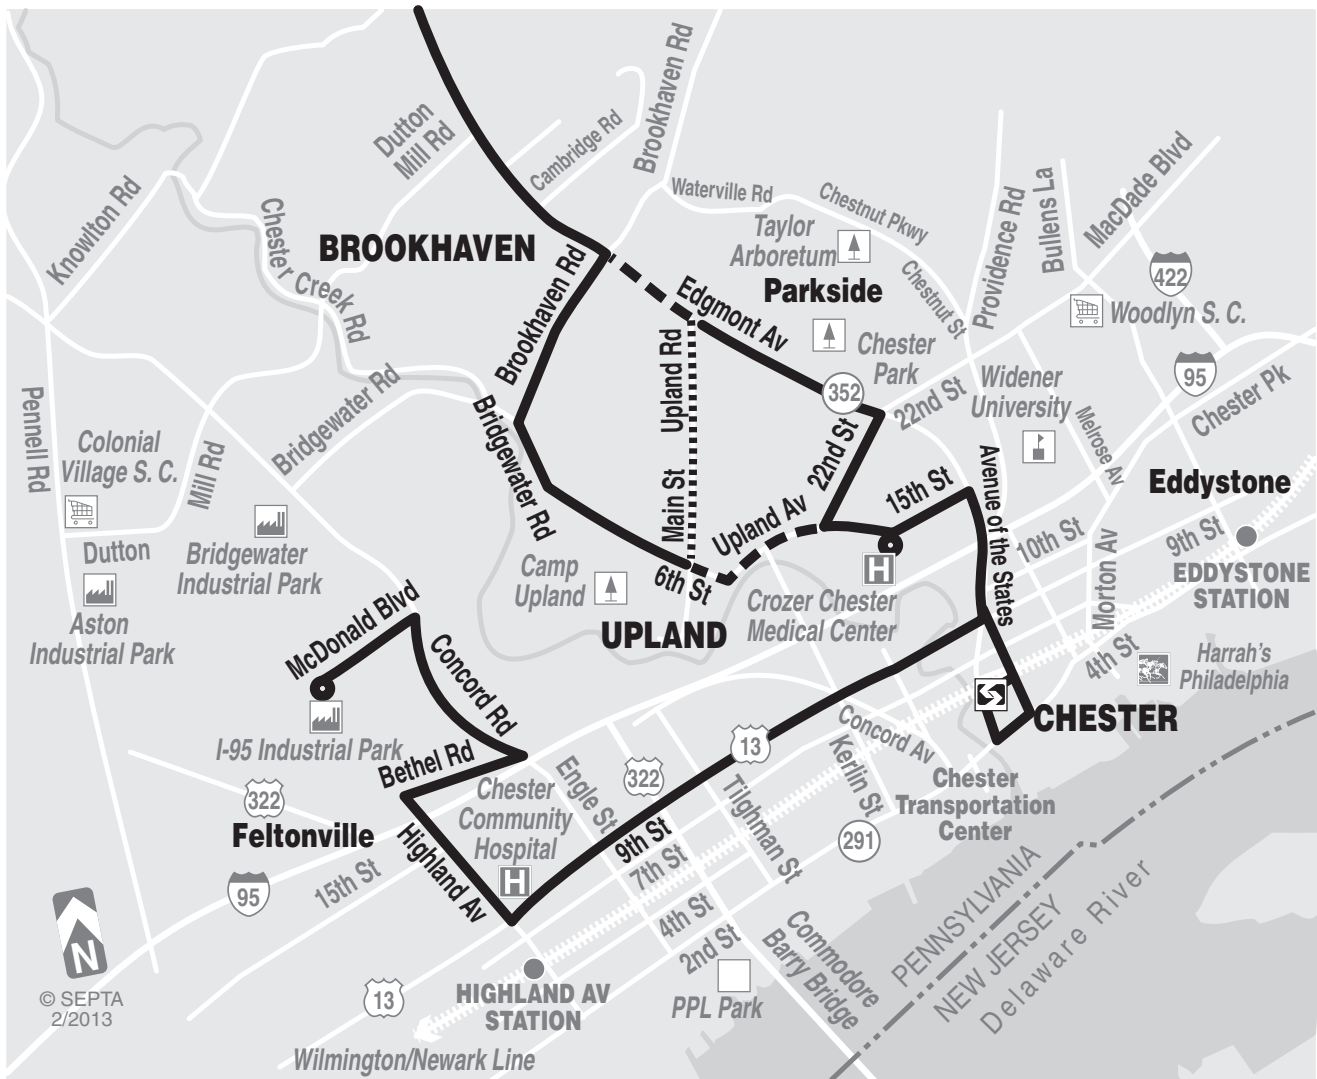 Brookhaven Rd
Dutton
Mill Rd
Cambridge Rd
Knowlton Rd
Chester
Creek Rd
BROOKHAVEN
Waterville Rd
Chestnut Pkwy
Taylor
Arboretum
Parkside
Chestnut St
Providence Rd
Bullens La
MacDade Blvd
422
Woodlyn S. C.
Brookhaven Rd
Edgmont Av
Upland Rd
Main St
Chester
Park
352
22nd St
22nd St
Widener
University
95
Chester Pk
Melrose Av
Pennell Rd
Colonial
Village S. C.
Mill Rd
Bridgewater Rd
Bridgewater Rd
Dutton
Bridgewater
Industrial Park
Aston
Industrial Park
Camp
Upland
6th St
Upland Av
15th St
Avenue of the States
10th St
Morton Av
Eddystone
9th St
EDDYSTONE
STATION
H
Crozer Chester
Medical Center
UPLAND
4th St
Harrah's
Philadelphia
McDonald Blvd
Concord Rd
I-95 Industrial Park
Bethel Rd
322
Feltonville
Chester
Community
Hospital
H
Engle St
322
13
Concord Av
Kerlin St
CHESTER
Chester
Transportation
Center
Tilghman St
291
Highland Av
9th St
7th St
4th St
2nd St
15th St
95
N
© SEPTA
2/2013
13
HIGHLAND AV
STATION
PPL Park
Commodore
Barry Bridge
PENNSYLVANIA
NEW JERSEY
Delaware River
Wilmington/Newark Line